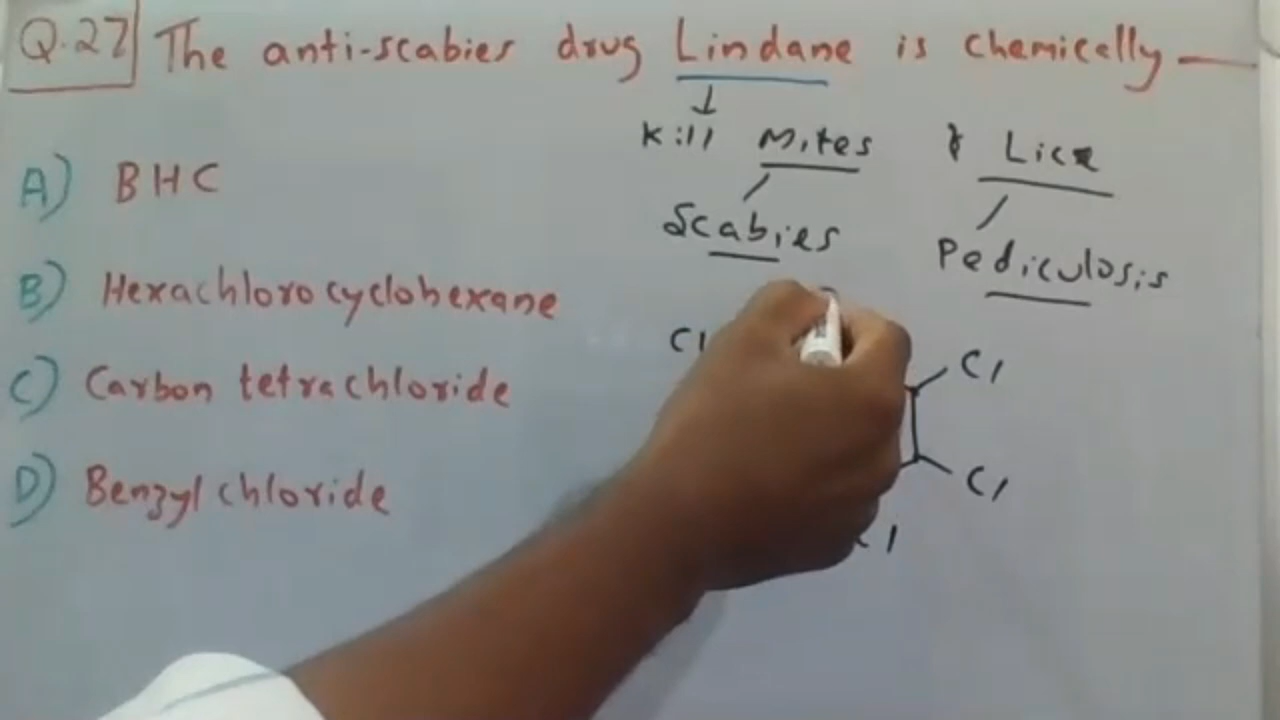 Q.27 The anti-scabies drug Lindane is chemically
Kill Mites & Lice
Scabies
Pediculosis
A) BHC
B) Hexachlorocyclohexane
C) Carbon tetrachloride
D) Benzyl chloride
Cl
Cl
Cl